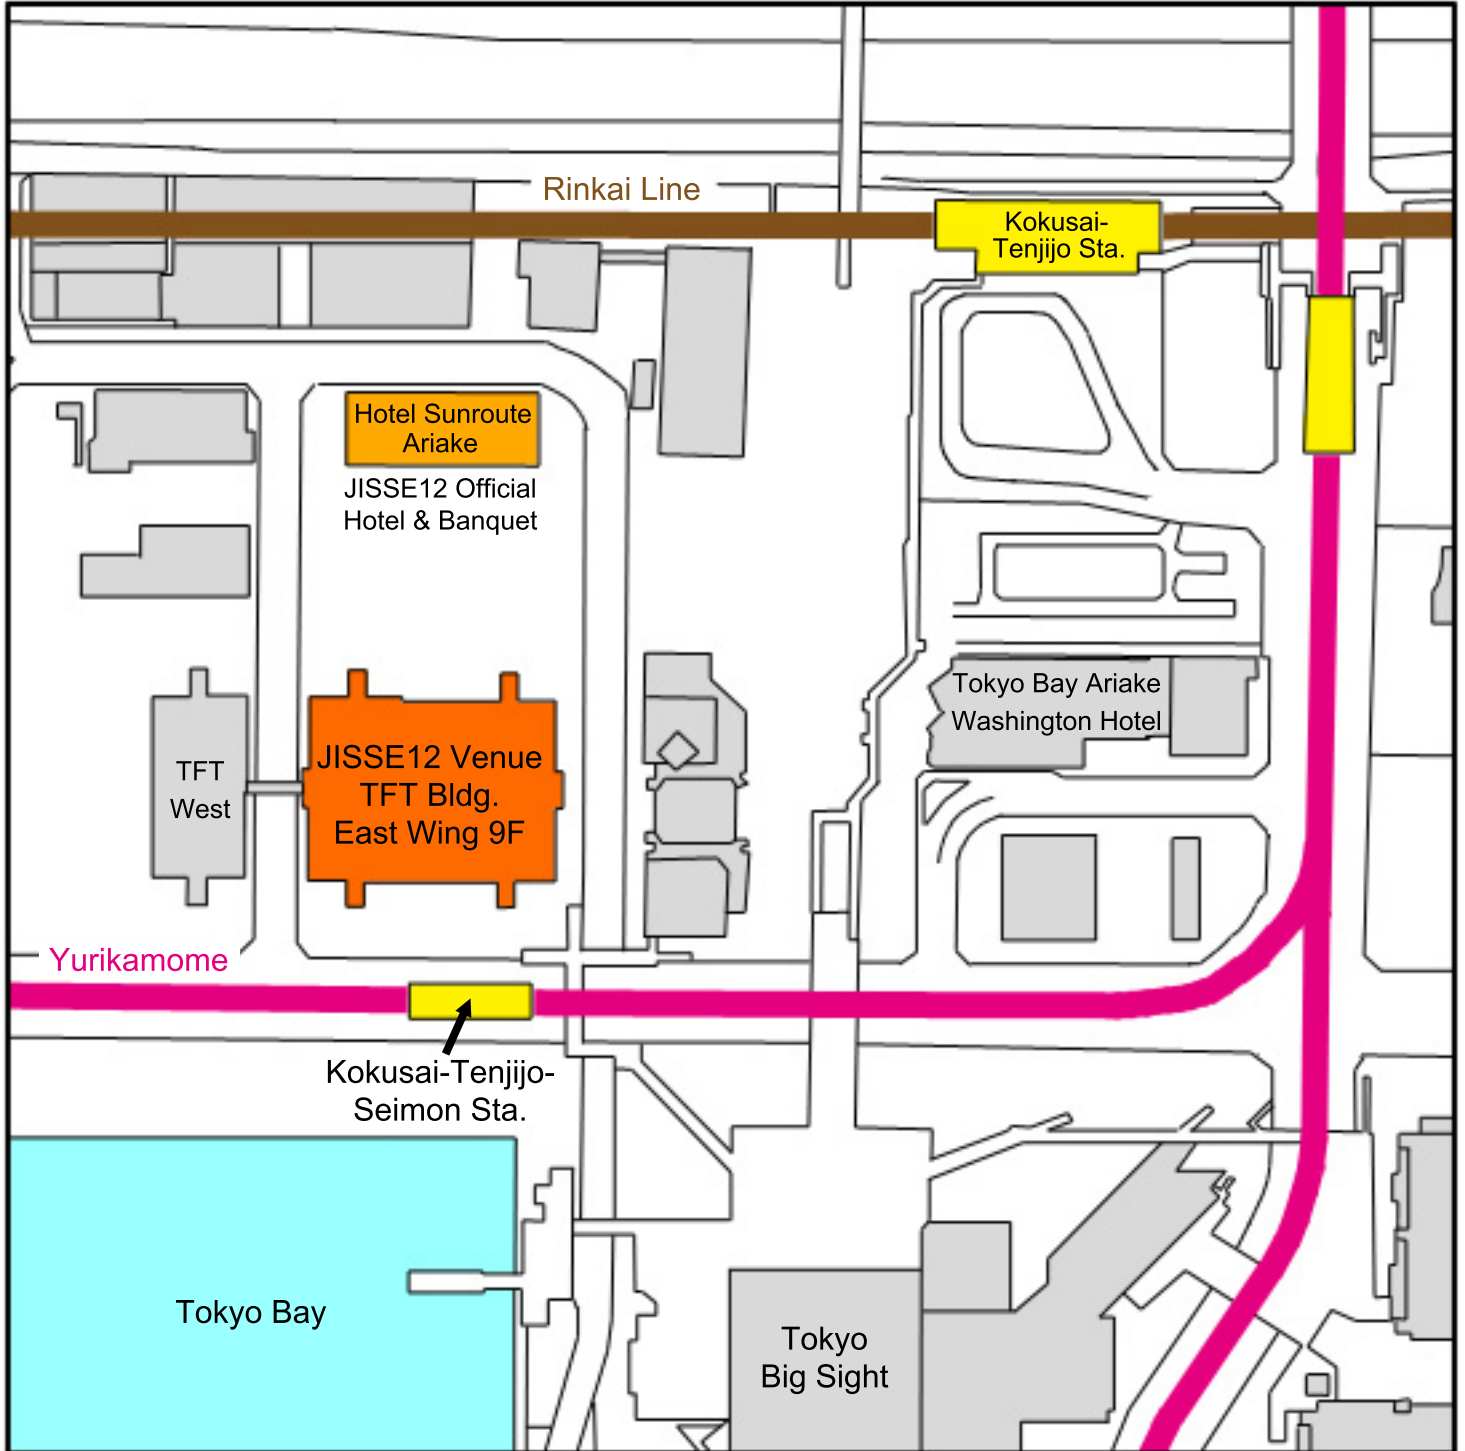 Rinkai Line
Kokusai-
Tenjijo Sta.
Hotel Sunroute
Ariake
JISSE12 Official
Hotel & Banquet
Tokyo Bay Ariake
Washington Hotel
TFT
West
JISSE12 Venue
TFT Bldg.
East Wing 9F
Yurikamome
Kokusai-Tenjijo-
Seimon Sta.
Tokyo Bay
Tokyo
Big Sight